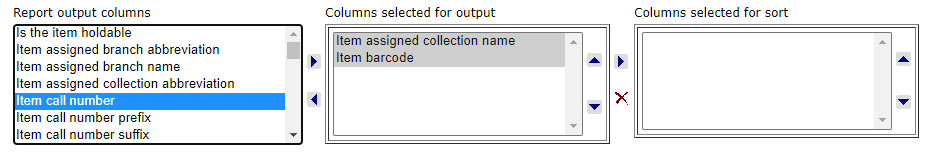 Report output columns
Is the item holdable
Item assigned branch abbreviation
Item assigned branch name
Item assigned collection abbreviation
Item call number
Item call number prefix
Item call number suffix
Columns selected for output
Item assigned collection name
Item barcode
Columns selected for sort